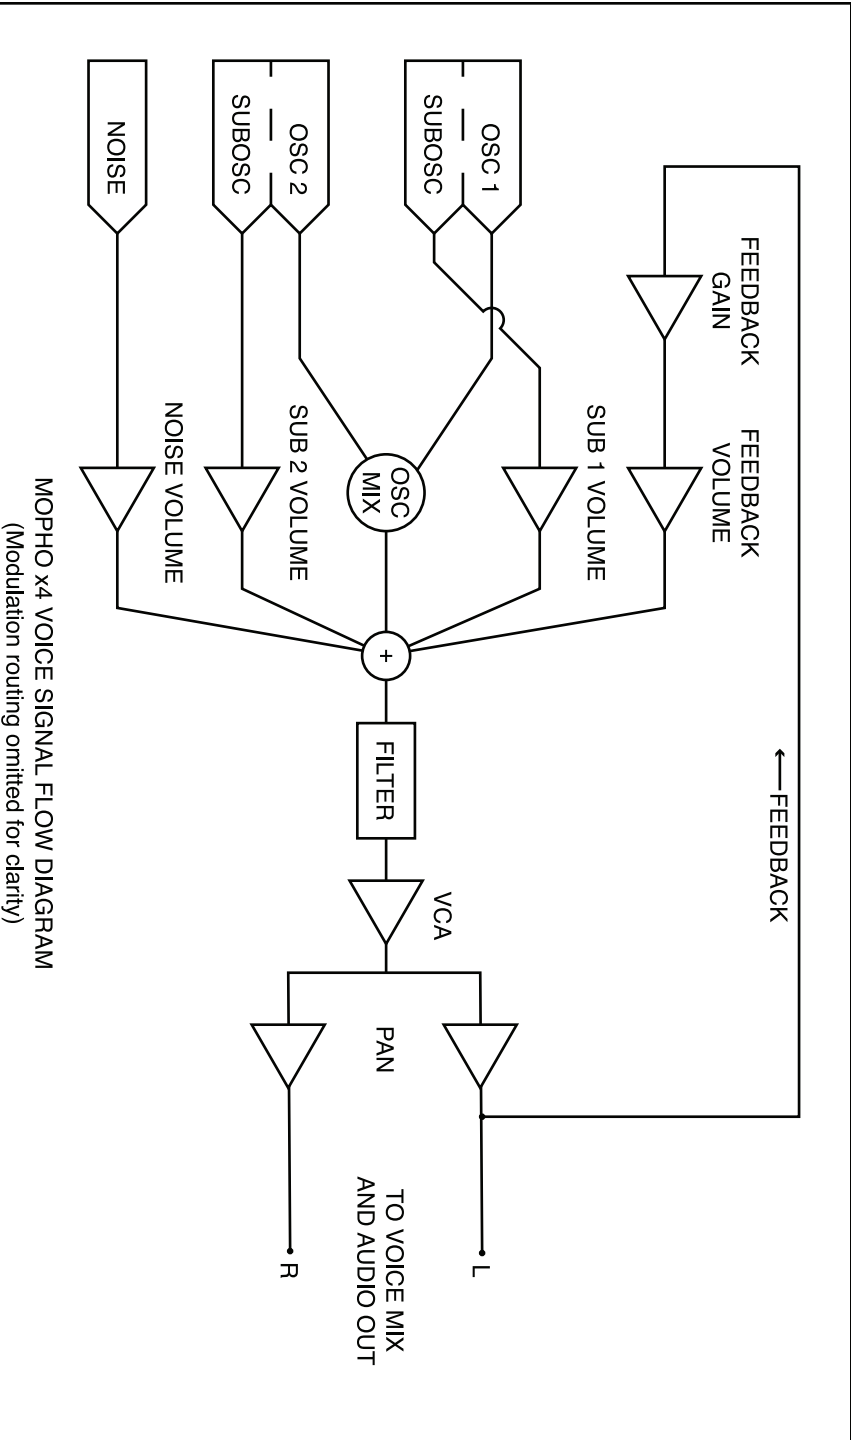 ←FEEDBACK
FEEDBACK
GAIN
FEEDBACK
VOLUME
OSC 1
SUBOSC
SUB 1 VOLUME
OSC
MIX
OSC 2
SUBOSC
SUB 2 VOLUME
NOISE
NOISE VOLUME
+
FILTER
VCA
PAN
L
TO VOICE MIX
AND AUDIO OUT
R
MOPHO x4 VOICE SIGNAL FLOW DIAGRAM
(Modulation routing omitted for clarity)